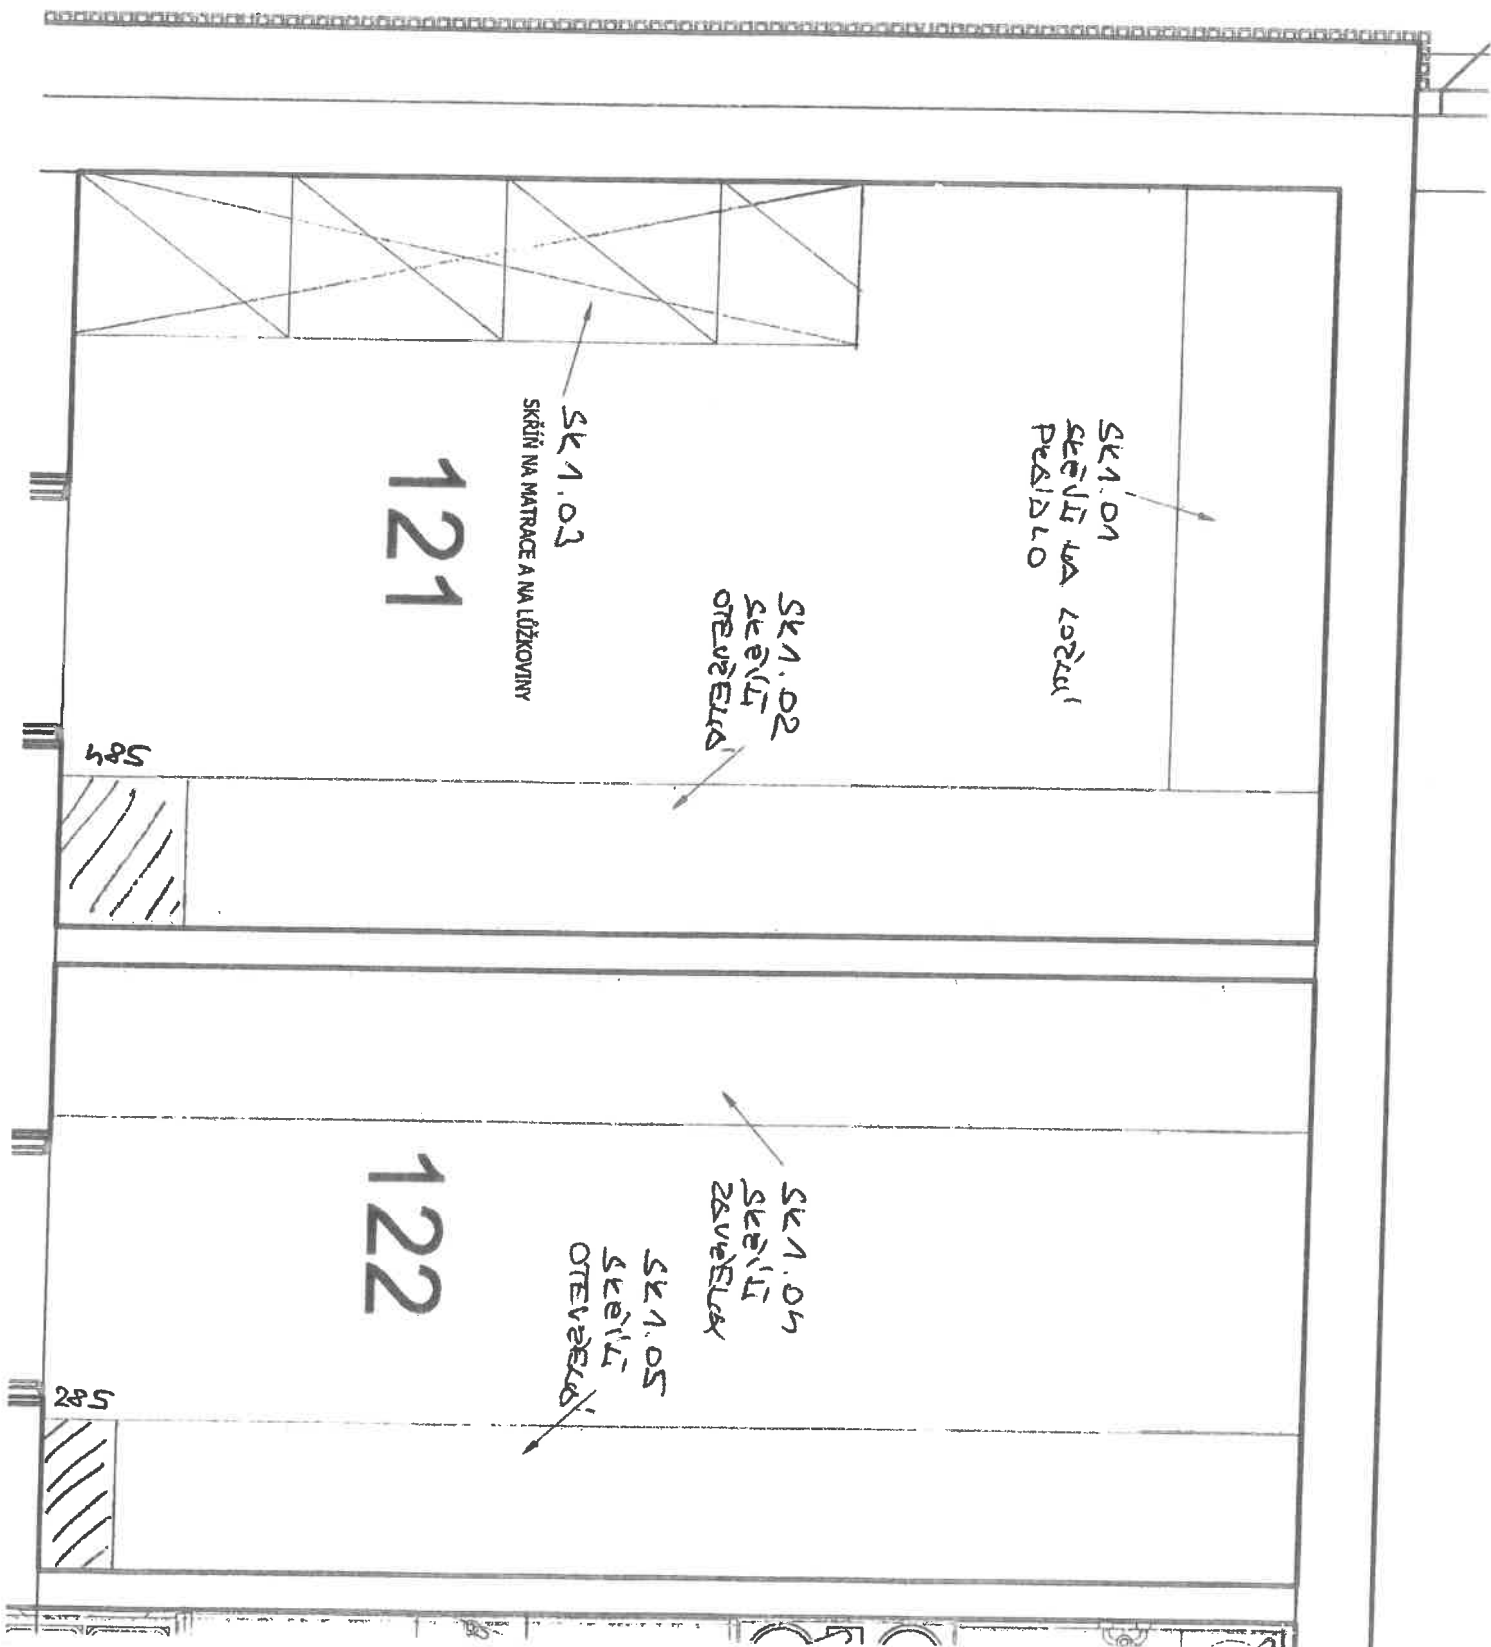 SK1.01
SKŘÍŇ NA LOŽNÍ
PRÁDLO
SK1.02
SKŘÍŇ
OTEVŘENÁ
SK1.03
SKŘÍŇ NA MATRACE A NA LŮŽKOVINY
121
485
SK1.04
SKŘÍŇ
ZAVŘENÁ
SK1.05
SKŘÍŇ
OTEVŘENÁ
122
285